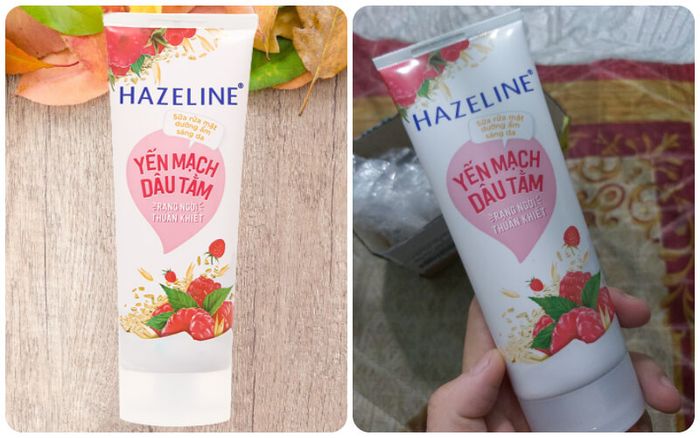 HAZELINE®
Sữa rửa mặt
dưỡng ẩm
sáng da
YẾN MẠCH
DÂU TẰM
RẠNG NGỜI
THUẦN KHIẾT
HAZELINE®
Sữa rửa mặt
dưỡng ẩm
sáng da
YẾN MẠCH
DÂU TẰM
RẠNG NGỜI
THUẦN KHIẾT